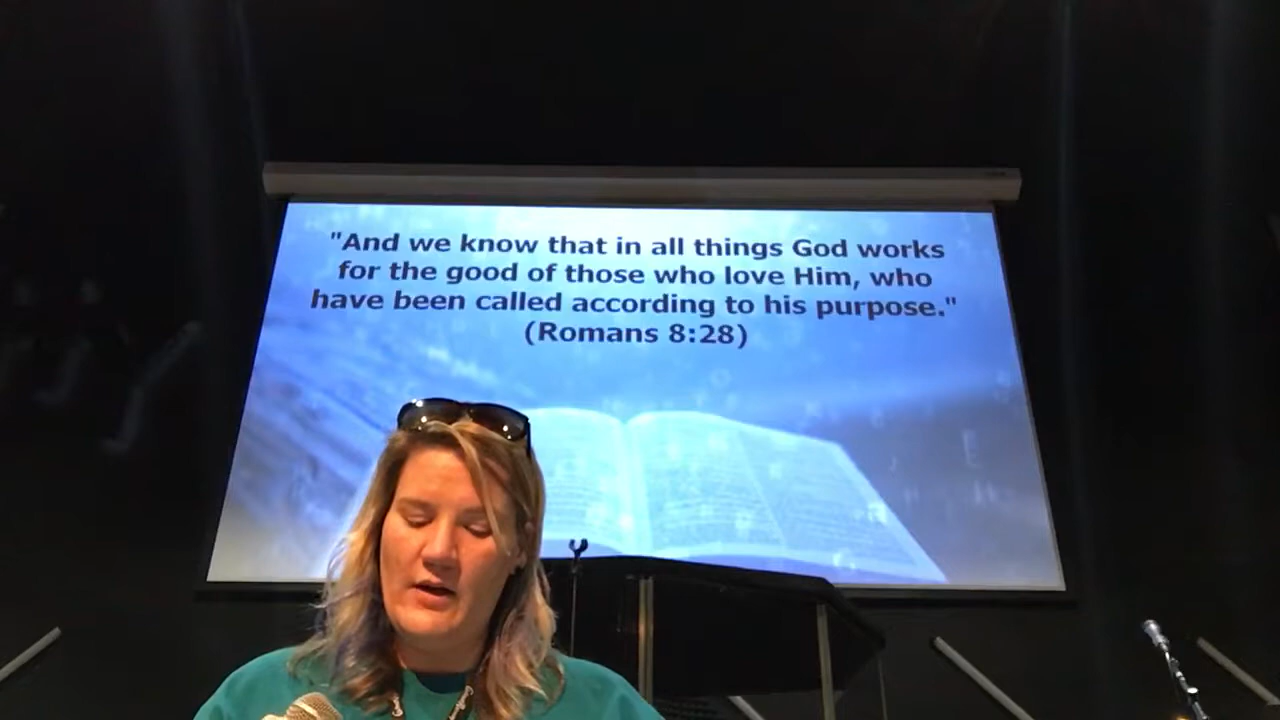 "And we know that in all things God works
for the good of those who love Him, who
have been called according to his purpose."
(Romans 8:28)